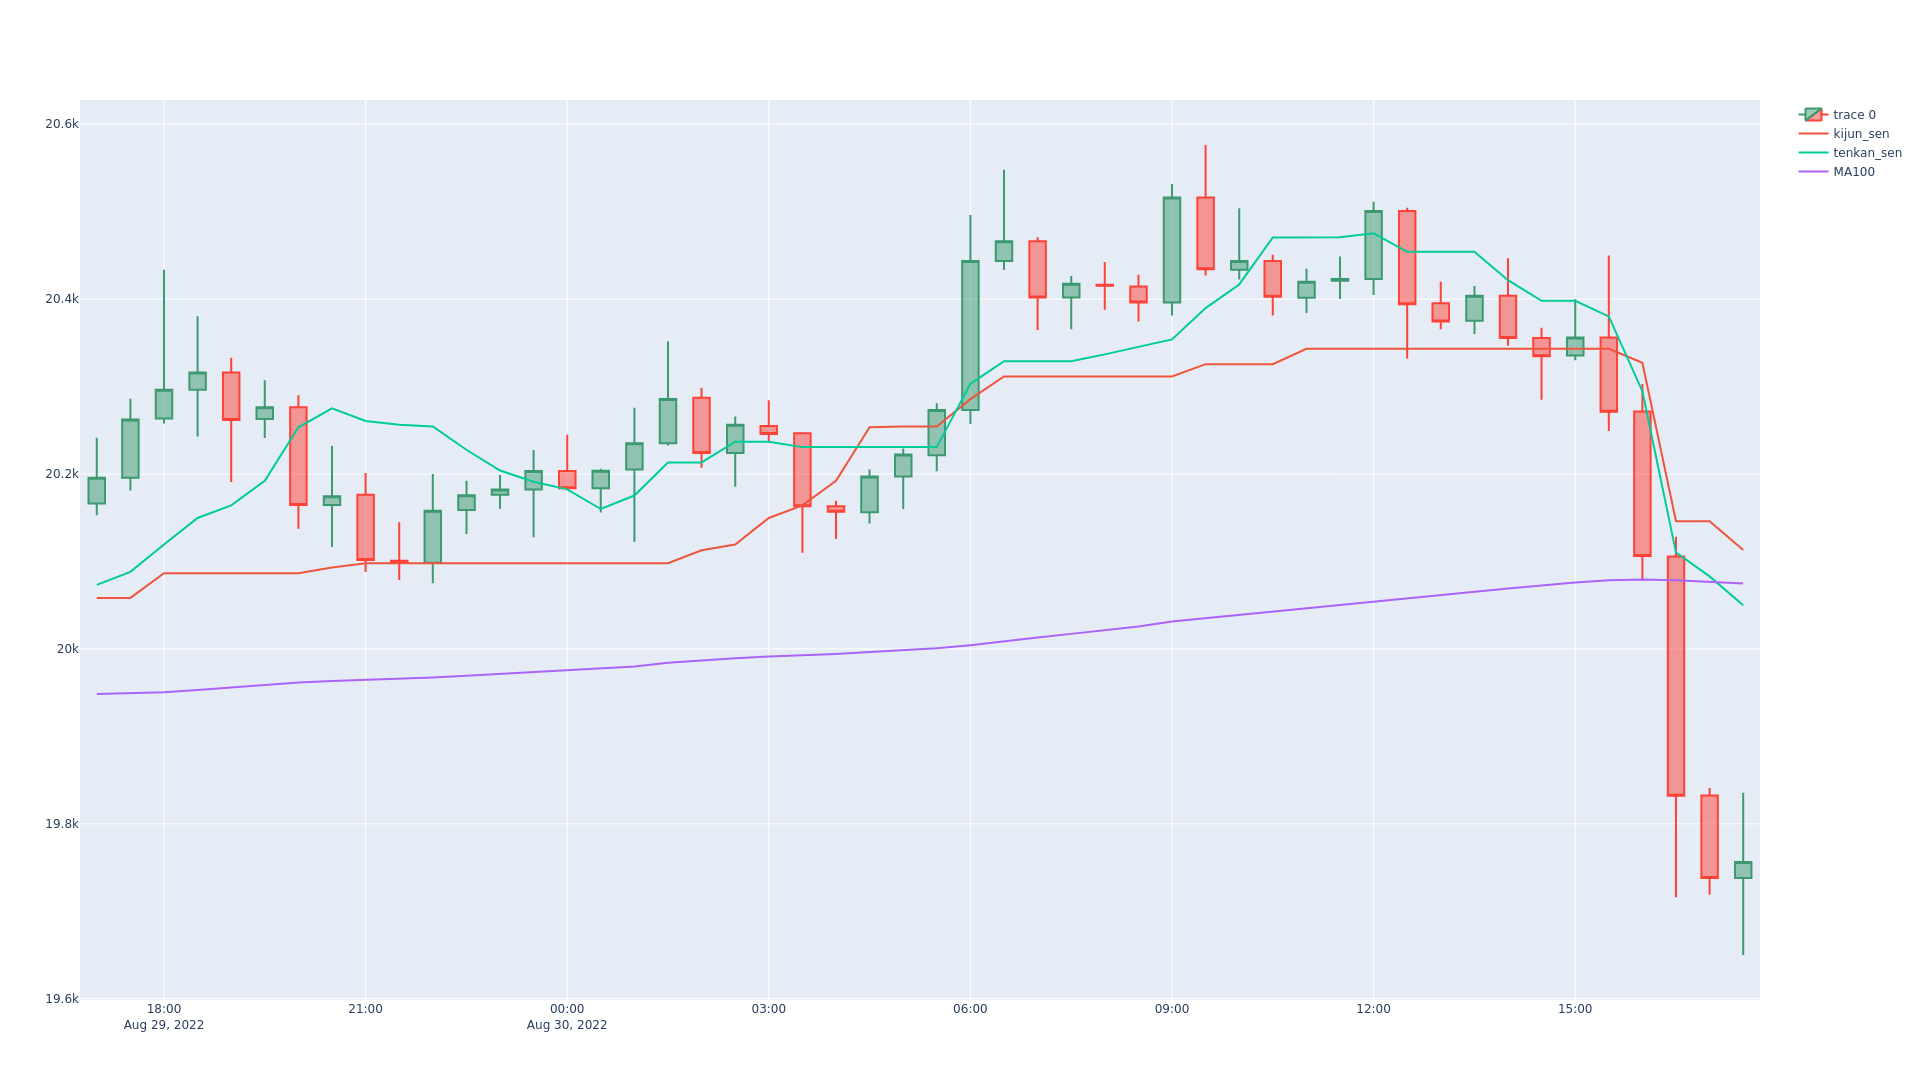 20.6k
20.4k
20.2k
20k
19.8k
19.6k
18:00
Aug 29, 2022
21:00
00:00
Aug 30, 2022
03:00
06:00
09:00
12:00
15:00
trace 0
kijun_sen
tenkan_sen
MA100